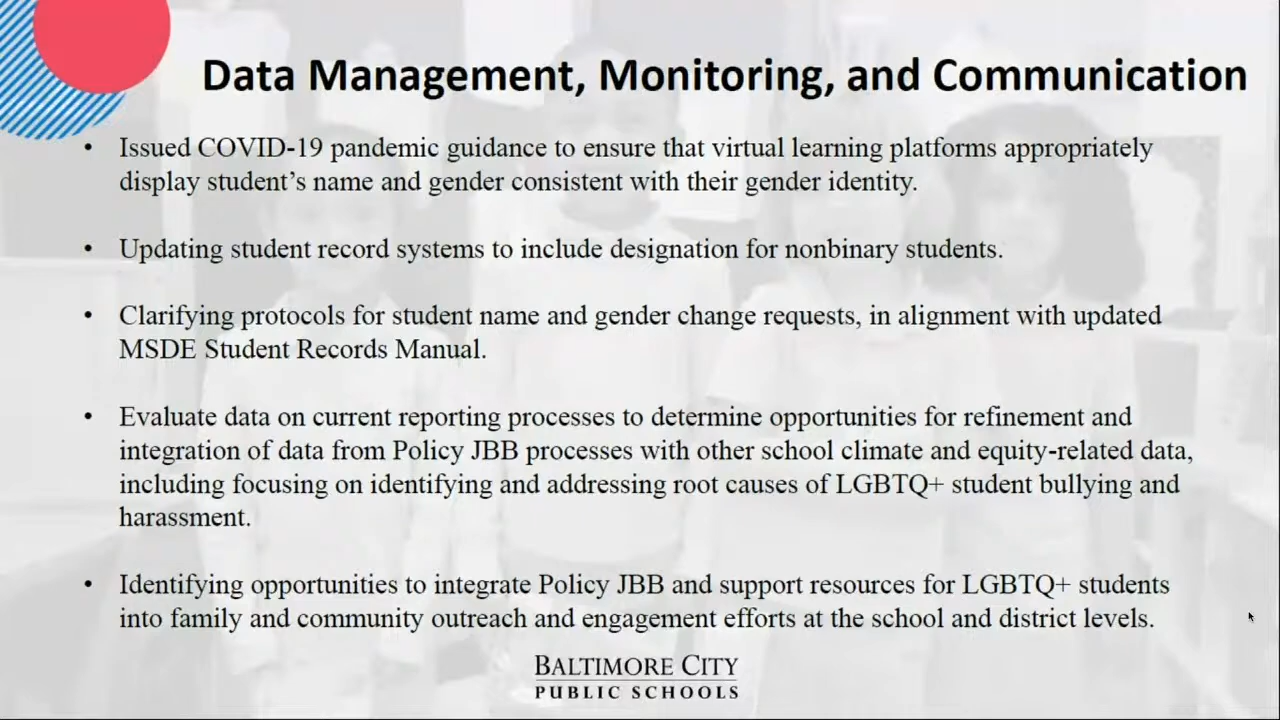 Data Management, Monitoring, and Communication
• Issued COVID-19 pandemic guidance to ensure that virtual learning platforms appropriately
display student’s name and gender consistent with their gender identity.
• Updating student record systems to include designation for nonbinary students.
• Clarifying protocols for student name and gender change requests, in alignment with updated
MSDE Student Records Manual.
• Evaluate data on current reporting processes to determine opportunities for refinement and
integration of data from Policy JBB processes with other school climate and equity-related data,
including focusing on identifying and addressing root causes of LGBTQ+ student bullying and
harassment.
• Identifying opportunities to integrate Policy JBB and support resources for LGBTQ+ students
into family and community outreach and engagement efforts at the school and district levels.
BALTIMORE CITY
PUBLIC SCHOOLS